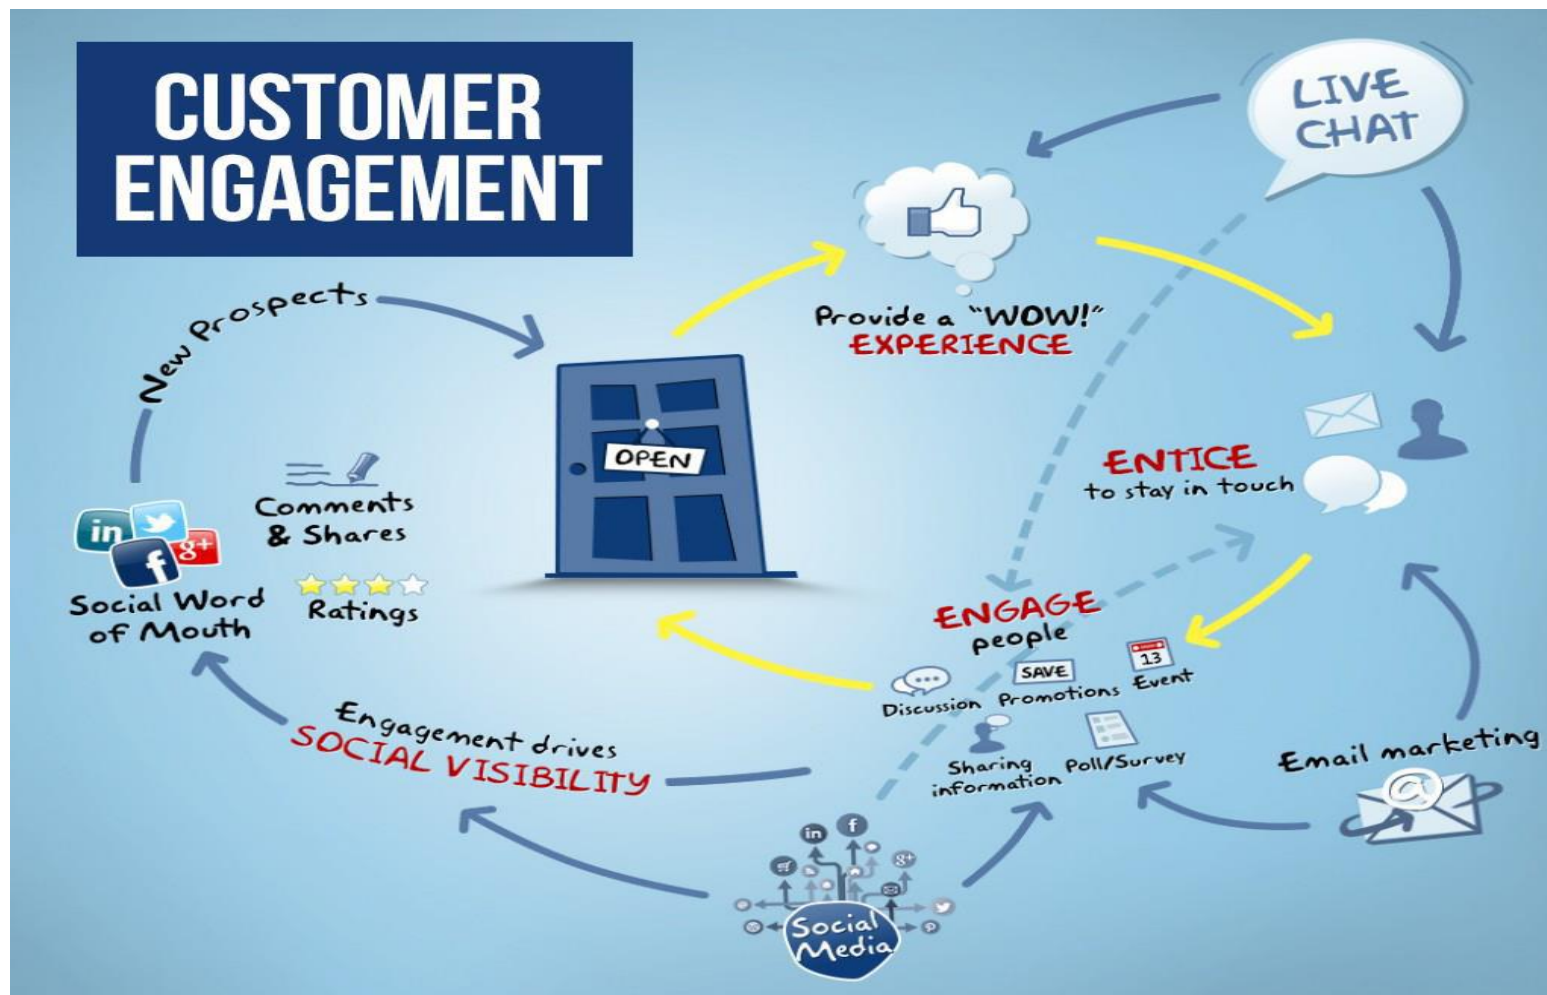 CUSTOMER
ENGAGEMENT
LIVE
CHAT
New Prospects
Provide a "WOW!"
EXPERIENCE
OPEN
ENTICE
to stay in touch
Comments
& Shares
in
g+
f
Social Word
of Mouth
Ratings
ENGAGE
people
13
SAVE
Discussion
Promotions
Event
Engagement drives
SOCIAL VISIBILITY
Sharing
information
Poll/Survey
Email marketing
@
in
f
g+
Social
Media